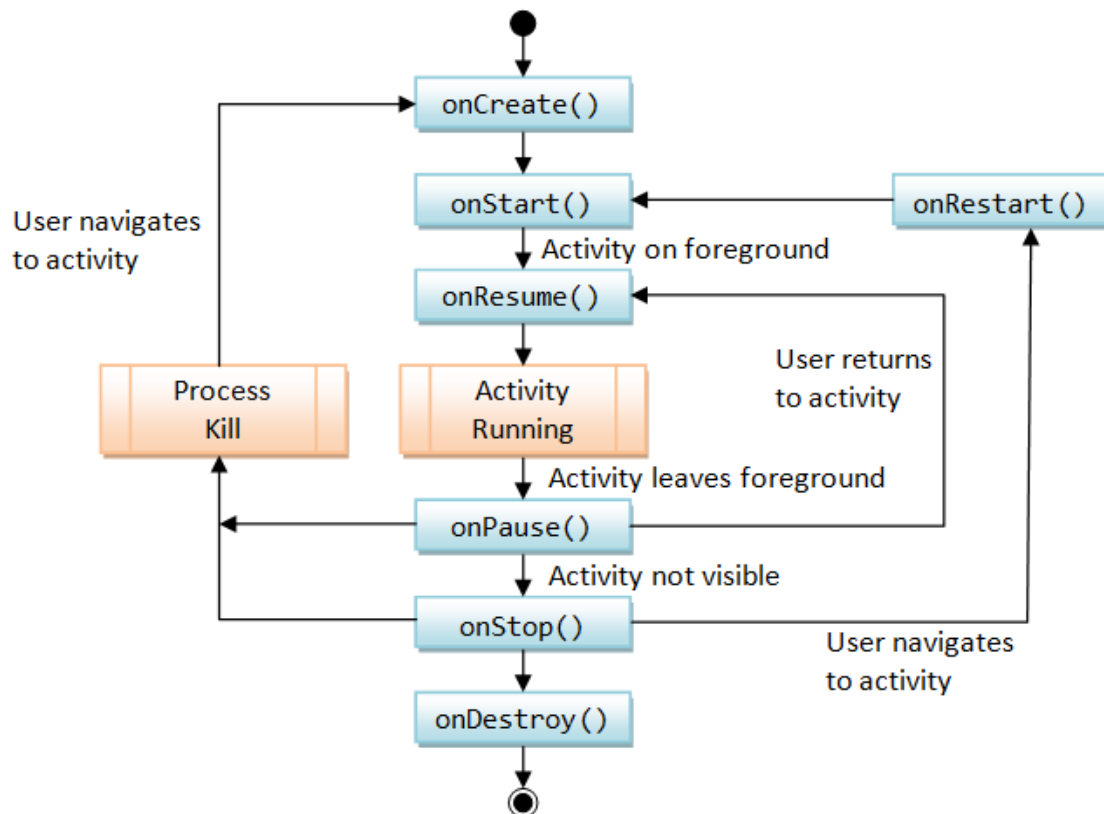 onCreate()
onStart()
onRestart()
User navigates
to activity
Activity on foreground
onResume()
User returns
to activity
Process
Kill
Activity
Running
Activity leaves foreground
onPause()
Activity not visible
onStop()
User navigates
to activity
onDestroy()